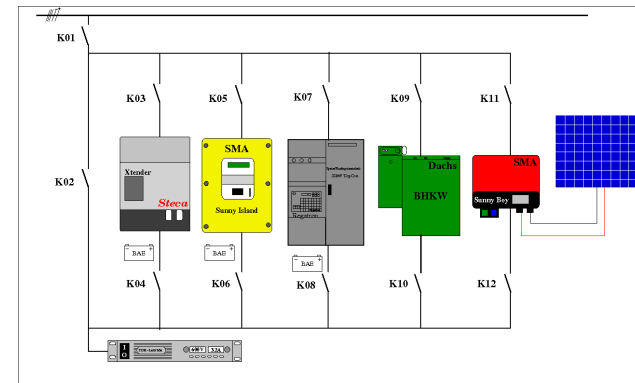 K01
K03
K05
K07
K09
K11
K02
Xtender
Steca
SMA
Sunny Island
Dachs
BHKW
SMA
Sunny Boy
BAE
BAE
BAE
K04
K06
K08
K10
K12
600V